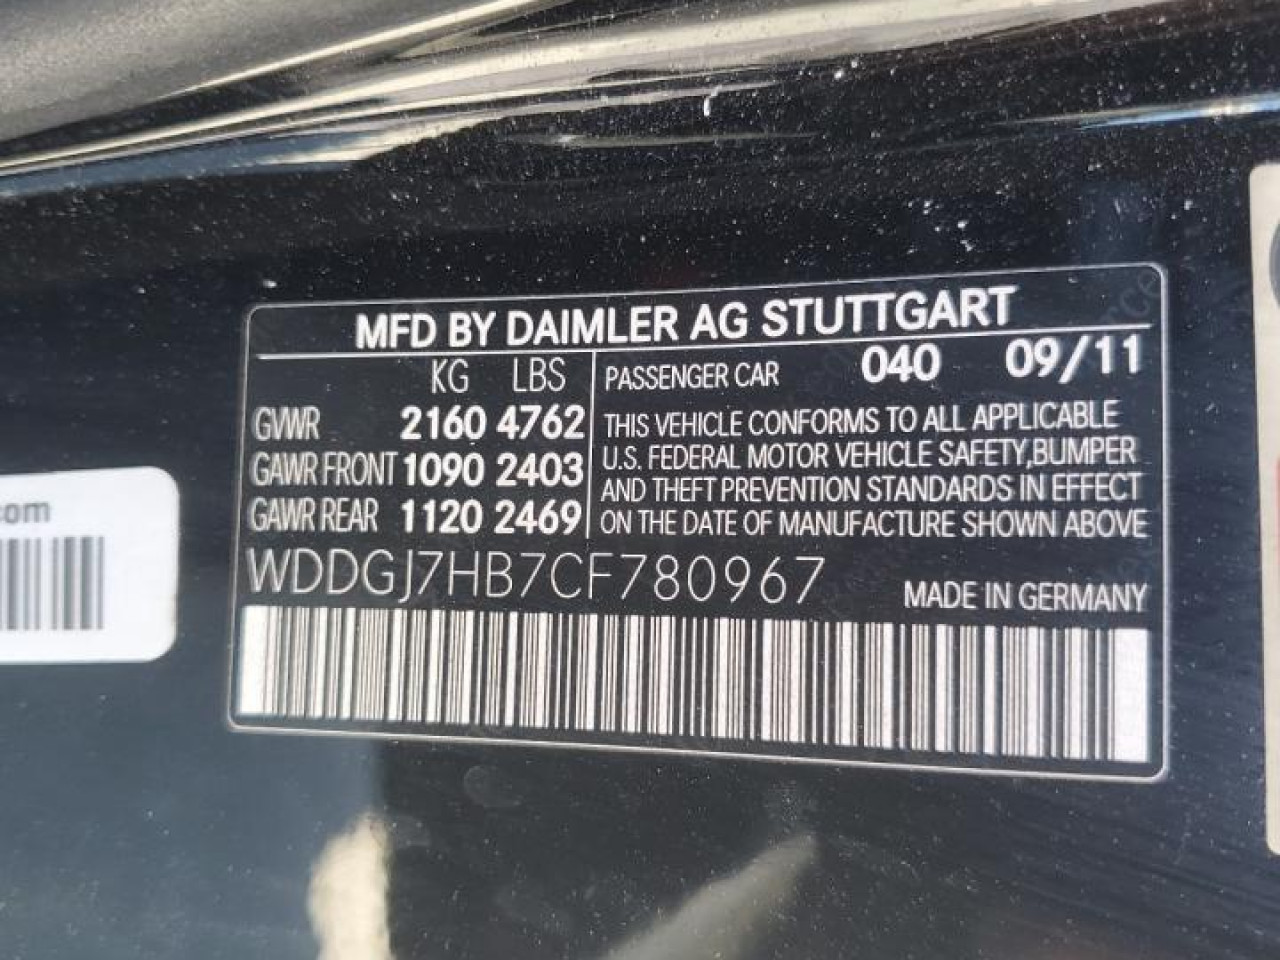 MFD BY DAIMLER AG STUTTGART
KG LBS
PASSENGER CAR 040 09/11
GVWR 2160 4762
GAWR FRONT 1090 2403
GAWR REAR 1120 2469
THIS VEHICLE CONFORMS TO ALL APPLICABLE
U.S. FEDERAL MOTOR VEHICLE SAFETY,BUMPER
AND THEFT PREVENTION STANDARDS IN EFFECT
ON THE DATE OF MANUFACTURE SHOWN ABOVE
WDDGJ7HB7CF780967
MADE IN GERMANY
com